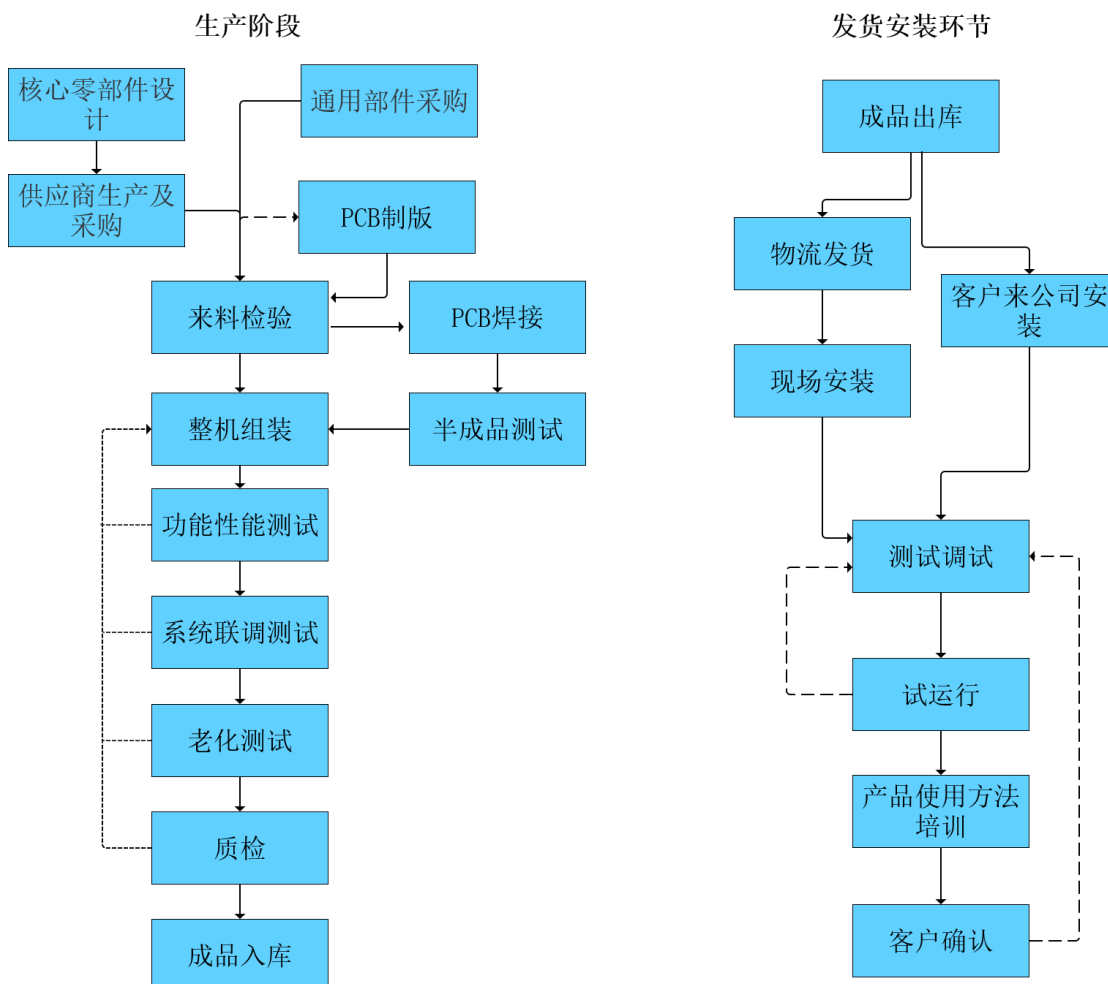 生产阶段
核心零部件设
计
通用部件采购
供应商生产及
采购
PCB制版
来料检验
PCB焊接
整机组装
半成品测试
功能性能测试
系统联调测试
老化测试
质检
成品入库
发货安装环节
成品出库
物流发货
客户来公司安
装
现场安装
测试调试
试运行
产品使用方法
培训
客户确认